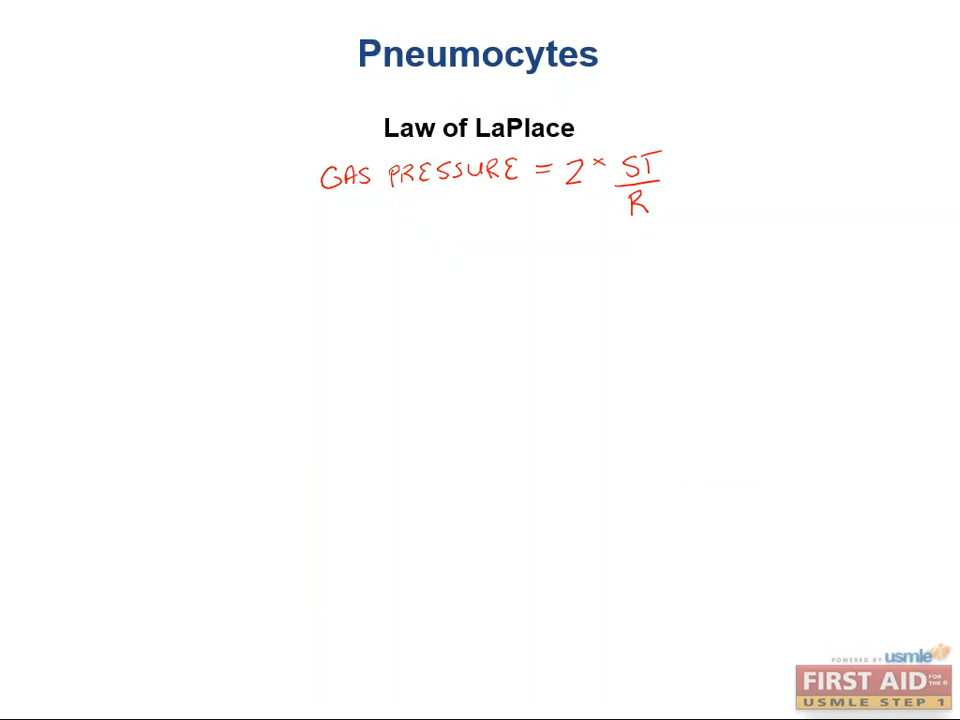 Pneumocytes
Law of LaPlace
GAS PRESSURE = 2 × ST
R
POWERED BY usmle
FIRST AID FOR THE®
USMLE STEP 1